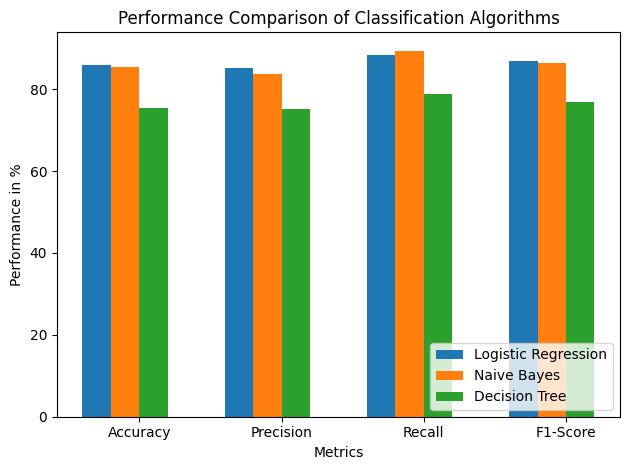 Performance Comparison of Classification Algorithms
Performance in %
80
60
40
20
0
Logistic Regression
Naive Bayes
Decision Tree
Accuracy Precision Recall F1-Score
Metrics